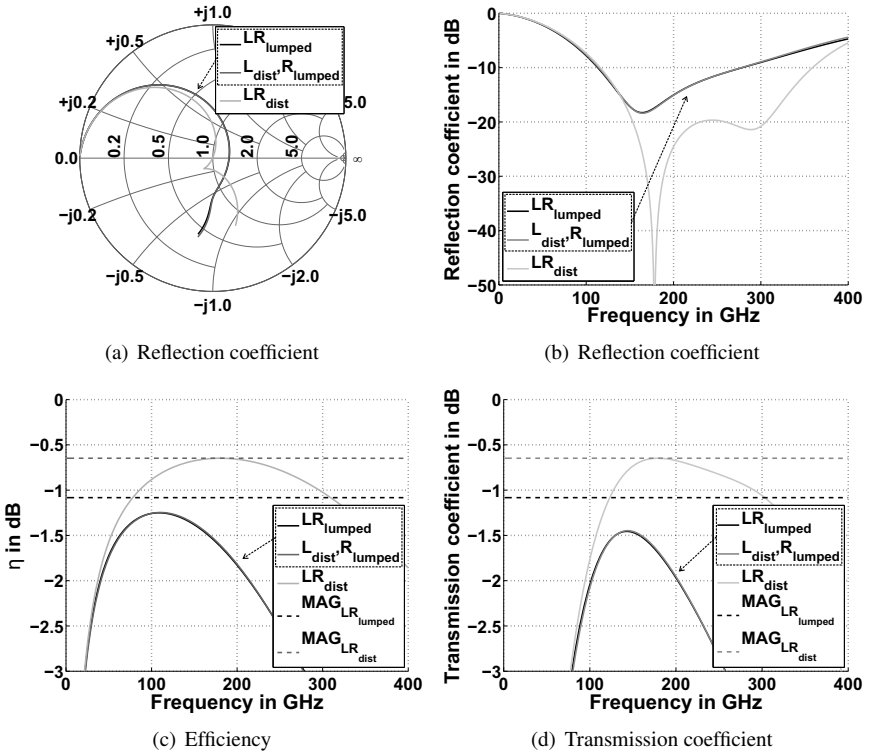 +j1.0
+j0.5
+j0.2
0.0
0.2
0.5
1.0
2.0
5.0
5.0
∞
−j0.2
−j5.0
−j0.5
−j2.0
−j1.0
LR_lumped
L_dist,R_lumped
LR_dist
(a) Reflection coefficient
Reflection coefficient in dB
0
−10
−20
−30
−40
−50
0
100
200
300
400
Frequency in GHz
LR_lumped
L_dist,R_lumped
LR_dist
(b) Reflection coefficient
η in dB
0
−0.5
−1
−1.5
−2
−2.5
−3
0
100
200
300
400
Frequency in GHz
LR_lumped
L_dist,R_lumped
LR_dist
MAG_LR_lumped
MAG_LR_dist
(c) Efficiency
Transmission coefficient in dB
0
−0.5
−1
−1.5
−2
−2.5
−3
0
100
200
300
400
Frequency in GHz
LR_lumped
L_dist,R_lumped
LR_dist
MAG_LR_lumped
MAG_LR_dist
(d) Transmission coefficient